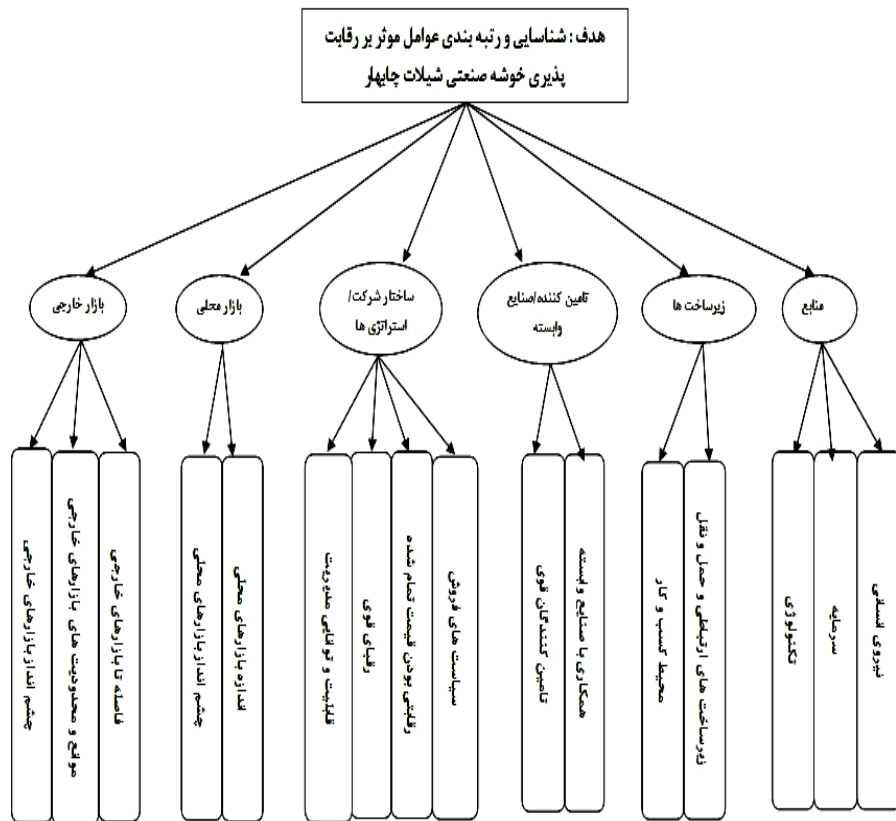 هدف : شناسایی و رتبه بندی عوامل موثر بر رقابت
پذیری خوشه صنعتی شیلات چابهار
منابع
زیرساخت ها
تامین کننده/صنایع
وابسته
ساختار شرکت/
استراتژی ها
بازار محلی
بازار خارجی
نیروی انسانی
سرمایه
تکنولوژی
زیرساخت های ارتباطی و حمل و نقل
محیط کسب و کار
همکاری با صنایع وابسته
تامین کنندگان قوی
سیاست های فروش
رقابتی بودن قیمت تمام شده
رقبای قوی
قابلیت و توانایی مدیریت
اندازه بازارهای محلی
چشم انداز بازارهای محلی
فاصله تا بازارهای خارجی
موانع و محدودیت های بازارهای خارجی
چشم انداز بازارهای خارجی